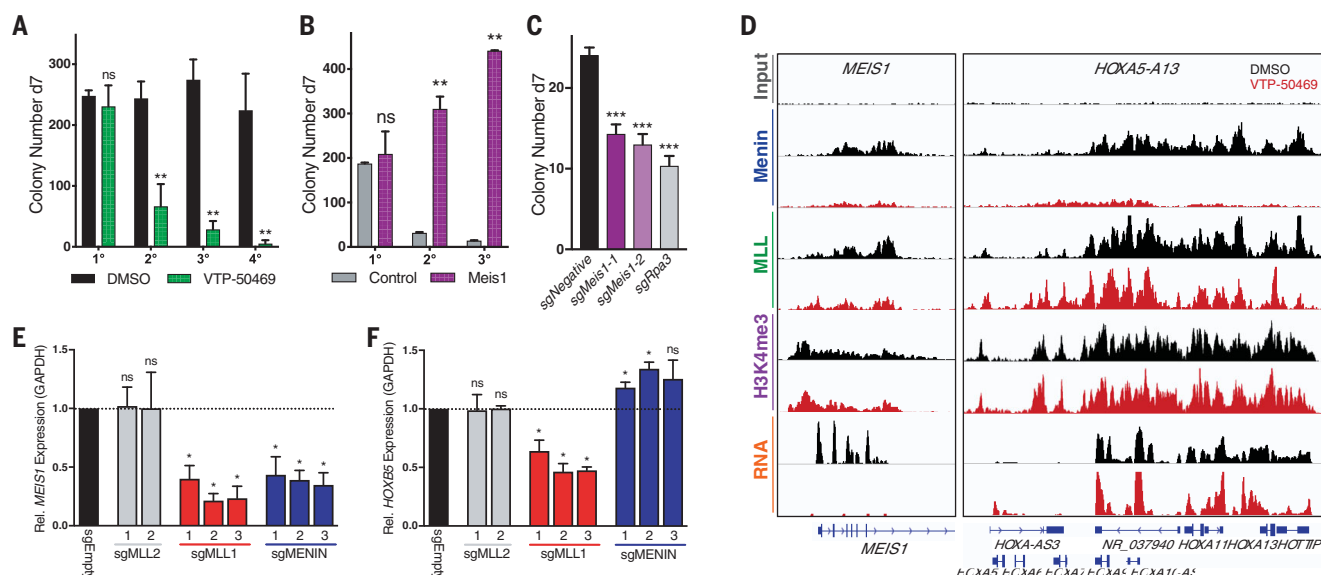 A
Colony Number d7
300
200
100
0
ns
**
**
**
1° 2° 3° 4°
DMSO VTP-50469
B
Colony Number d7
400
300
200
100
0
ns
**
**
1° 2° 3°
Control Meis1
C
Colony Number d7
20
10
0
***
***
***
sgNegative
sgMeis1-1
sgMeis1-2
sgRpa3
D
MEIS1
HOXA5-A13
DMSO
VTP-50469
Input
Menin
MLL
H3K4me3
RNA
MEIS1
HOXA-AS3 NR_037940 HOXA11 HOXA13 HOTTIP
E
Rel. MEIS1 Expression (GAPDH)
1.5
1.0
0.5
0.0
ns ns
* * *
* * *
sgEmpty
1 2 1 2 3 1 2 3
sgMLL2 sgMLL1 sgMENIN
F
Rel. HOXB5 Expression (GAPDH)
1.5
1.0
0.5
0.0
ns ns
* * *
* * ns
sgEmpty
1 2 1 2 3 1 2 3
sgMLL2 sgMLL1 sgMENIN